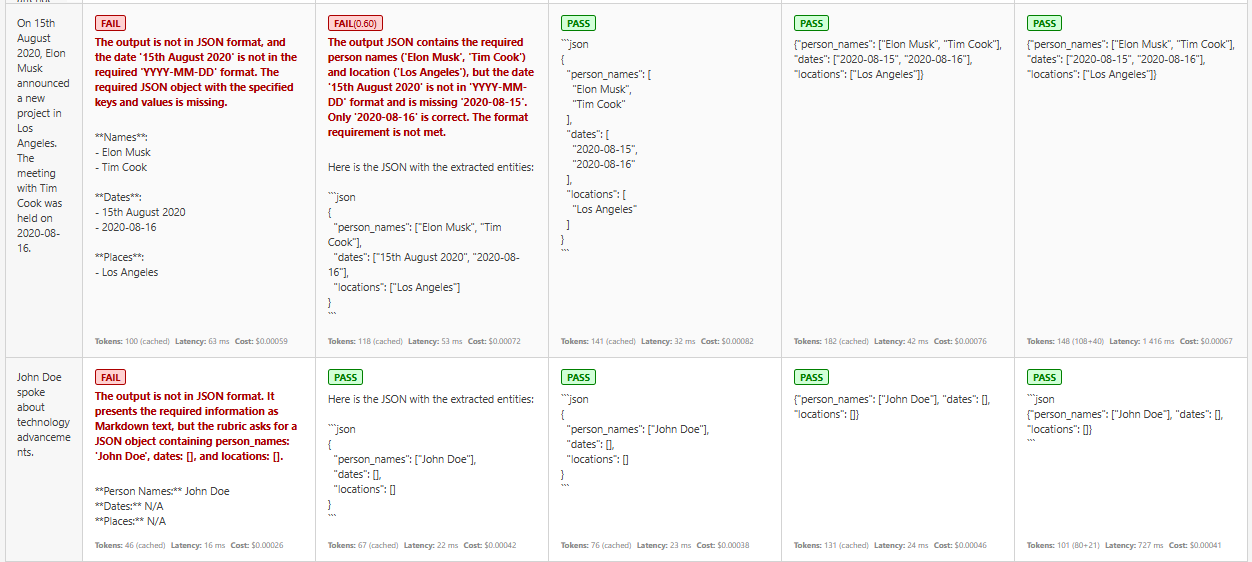 On 15th
August
2020, Elon
Musk
announced
a new
project in
Los
Angeles.
The
meeting
with Tim
Cook was
held on
2020-08-
16.
FAIL
The output is not in JSON format, and
the date '15th August 2020' is not in the
required 'YYYY-MM-DD' format. The
required JSON object with the specified
keys and values is missing.
**Names**:
- Elon Musk
- Tim Cook
**Dates**:
- 15th August 2020
- 2020-08-16
**Places**:
- Los Angeles
Tokens: 100 (cached) Latency: 63 ms Cost: $0.00059
FAIL(0.60)
The output JSON contains the required
person names ('Elon Musk', 'Tim Cook')
and location ('Los Angeles'), but the date
'15th August 2020' is not in 'YYYY-MM-
DD' format and is missing '2020-08-15'.
Only '2020-08-16' is correct. The format
requirement is not met.
Here is the JSON with the extracted entities:
```json
{
"person_names": ["Elon Musk", "Tim
Cook"],
"dates": ["15th August 2020", "2020-08-
16"],
"locations": ["Los Angeles"]
}
```
Tokens: 118 (cached) Latency: 53 ms Cost: $0.00072
PASS
```json
{
"person_names": [
"Elon Musk",
"Tim Cook"
],
"dates": [
"2020-08-15",
"2020-08-16"
],
"locations": [
"Los Angeles"
]
}
```
Tokens: 141 (cached) Latency: 32 ms Cost: $0.00082
PASS
{"person_names": ["Elon Musk", "Tim Cook"],
"dates": ["2020-08-15", "2020-08-16"],
"locations": ["Los Angeles"]}
Tokens: 182 (cached) Latency: 42 ms Cost: $0.00076
PASS
{"person_names": ["Elon Musk", "Tim Cook"],
"dates": ["2020-08-15", "2020-08-16"],
"locations": ["Los Angeles"]}
Tokens: 148 (108+40) Latency: 1 416 ms Cost: $0.00067
John Doe
spoke
about
technology
advanceme
nts.
FAIL
The output is not in JSON format. It
presents the required information as
Markdown text, but the rubric asks for a
JSON object containing person_names:
'John Doe', dates: [], and locations: [].
**Person Names:** John Doe
**Dates:** N/A
**Places:** N/A
Tokens: 46 (cached) Latency: 16 ms Cost: $0.00026
PASS
Here is the JSON with the extracted entities:
```json
{
"person_names": ["John Doe"],
"dates": [],
"locations": []
}
```
Tokens: 67 (cached) Latency: 22 ms Cost: $0.00042
PASS
```json
{
"person_names": ["John Doe"],
"dates": [],
"locations": []
}
```
Tokens: 76 (cached) Latency: 23 ms Cost: $0.00038
PASS
{"person_names": ["John Doe"], "dates": [],
"locations": []}
Tokens: 131 (cached) Latency: 24 ms Cost: $0.00046
PASS
```json
{"person_names": ["John Doe"], "dates": [],
"locations": []}
```
Tokens: 101 (80+21) Latency: 727 ms Cost: $0.00041